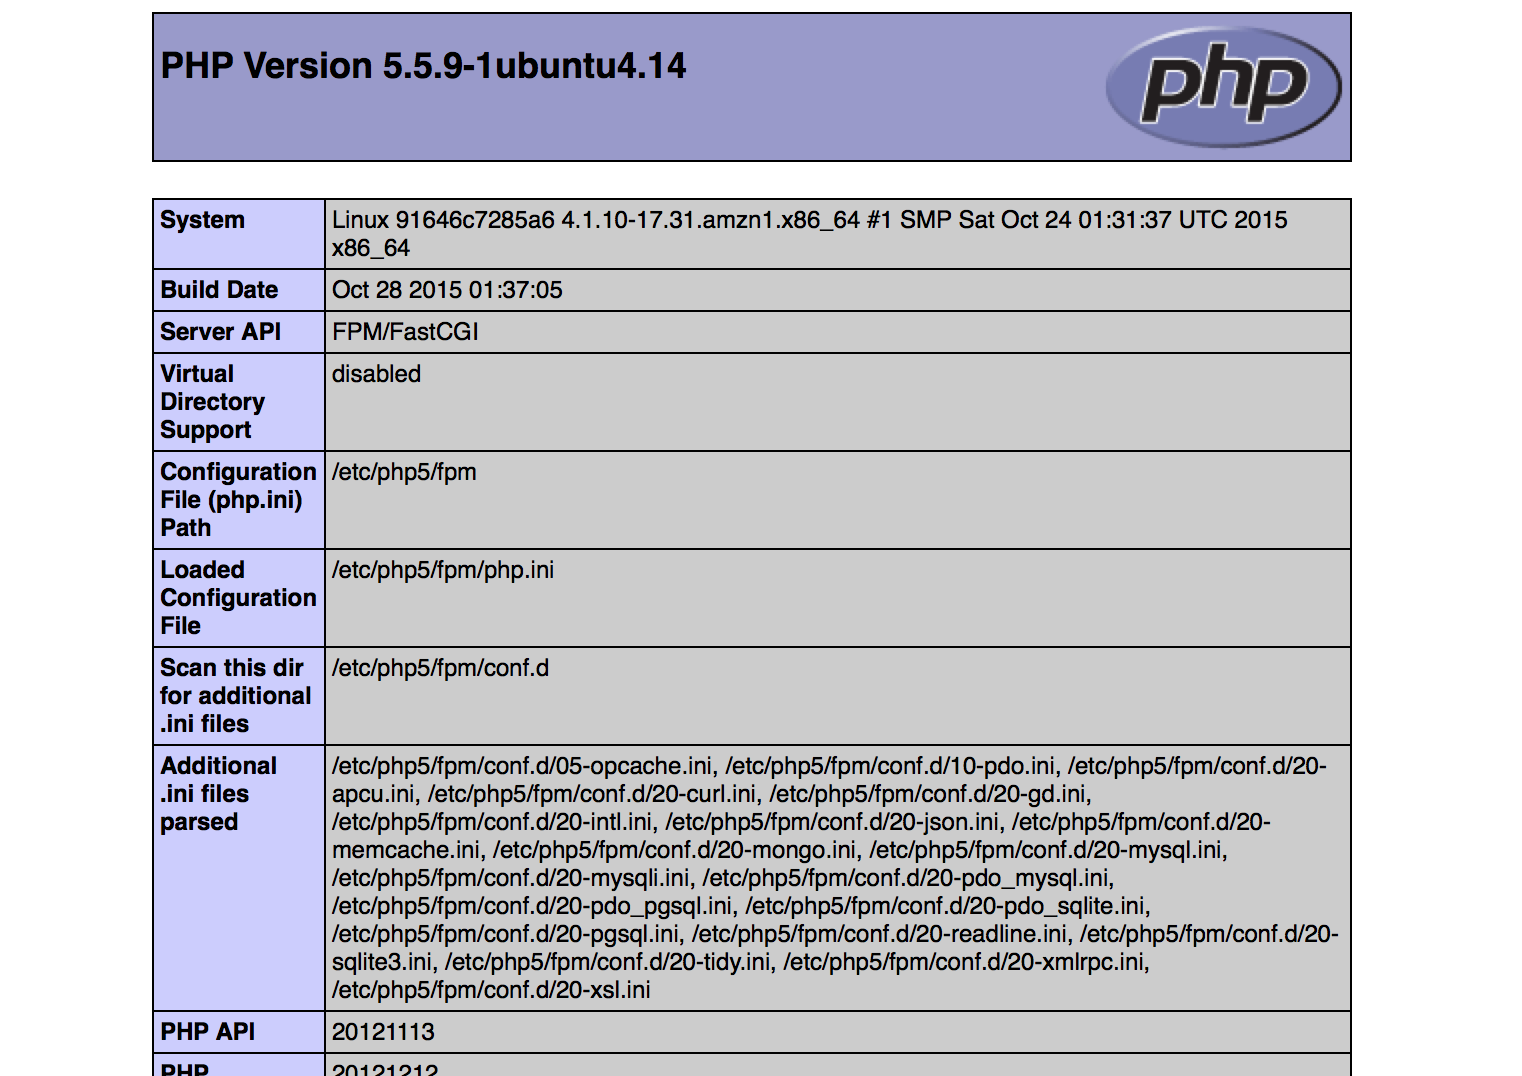 PHP Version 5.5.9-1ubuntu4.14
php
System
Linux 91646c7285a6 4.1.10-17.31.amzn1.x86_64 #1 SMP Sat Oct 24 01:31:37 UTC 2015
x86_64
Build Date
Oct 28 2015 01:37:05
Server API
FPM/FastCGI
Virtual
Directory
Support
disabled
Configuration
File (php.ini)
Path
/etc/php5/fpm
Loaded
Configuration
File
/etc/php5/fpm/php.ini
Scan this dir
for additional
.ini files
/etc/php5/fpm/conf.d
Additional
.ini files
parsed
/etc/php5/fpm/conf.d/05-opcache.ini, /etc/php5/fpm/conf.d/10-pdo.ini, /etc/php5/fpm/conf.d/20-
apcu.ini, /etc/php5/fpm/conf.d/20-curl.ini, /etc/php5/fpm/conf.d/20-gd.ini,
/etc/php5/fpm/conf.d/20-intl.ini, /etc/php5/fpm/conf.d/20-json.ini, /etc/php5/fpm/conf.d/20-
memcache.ini, /etc/php5/fpm/conf.d/20-mongo.ini, /etc/php5/fpm/conf.d/20-mysql.ini,
/etc/php5/fpm/conf.d/20-mysqli.ini, /etc/php5/fpm/conf.d/20-pdo_mysql.ini,
/etc/php5/fpm/conf.d/20-pdo_pgsql.ini, /etc/php5/fpm/conf.d/20-pdo_sqlite.ini,
/etc/php5/fpm/conf.d/20-pgsql.ini, /etc/php5/fpm/conf.d/20-readline.ini, /etc/php5/fpm/conf.d/20-
sqlite3.ini, /etc/php5/fpm/conf.d/20-tidy.ini, /etc/php5/fpm/conf.d/20-xmlrpc.ini,
/etc/php5/fpm/conf.d/20-xsl.ini
PHP API
20121113
PHP
20121212